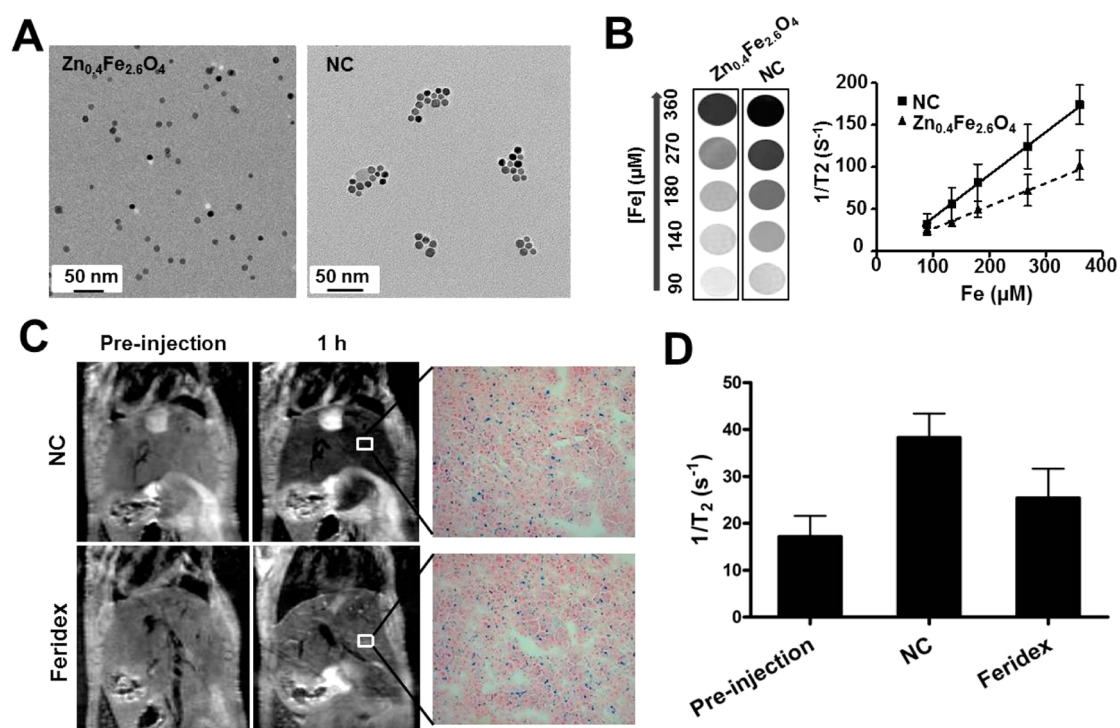 A
Zn0.4Fe2.6O4
50 nm
NC
50 nm
B
Zn0.4Fe2.6O4
NC
[Fe] (µM)
360
270
180
140
90
1/T2 (S-1)
200
150
100
50
0
NC
Zn0.4Fe2.6O4
0 100 200 300 400
Fe (µM)
C
Pre-injection 1 h
NC
Feridex
D
1/T2 (s-1)
50
40
30
20
10
0
Pre-injection
NC
Feridex